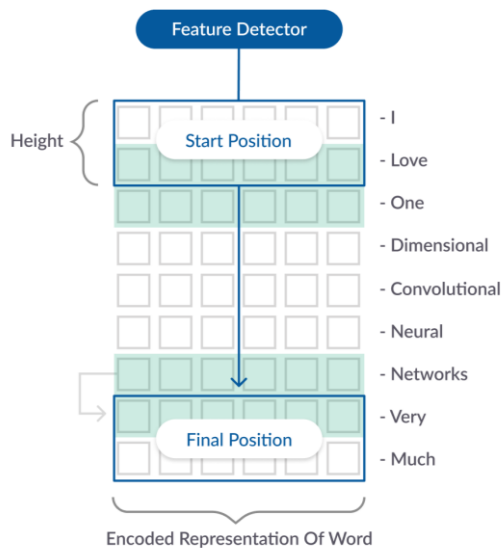 Feature Detector
Height
Start Position
- I
- Love
- One
- Dimensional
- Convolutional
- Neural
- Networks
- Very
Final Position
- Much
Encoded Representation Of Word